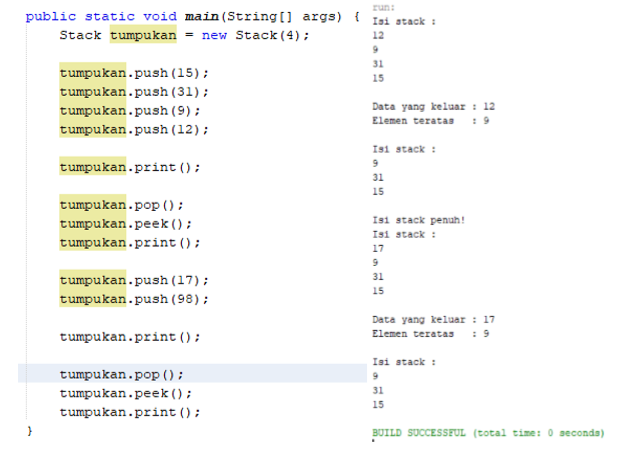 public static void main(String[] args) {
Stack tumpukan = new Stack(4);
tumpukan.push(15);
tumpukan.push(31);
tumpukan.push(9);
tumpukan.push(12);
tumpukan.print();
tumpukan.pop();
tumpukan.peek();
tumpukan.print();
tumpukan.push(17);
tumpukan.push(98);
tumpukan.print();
tumpukan.pop();
tumpukan.peek();
tumpukan.print();
}
run:
Isi stack :
12
9
31
15
Data yang keluar : 12
Elemen teratas : 9
Isi stack :
9
31
15
Isi stack penuh!
Isi stack :
17
9
31
15
Data yang keluar : 17
Elemen teratas : 9
Isi stack :
9
31
15
BUILD SUCCESSFUL (total time: 0 seconds)